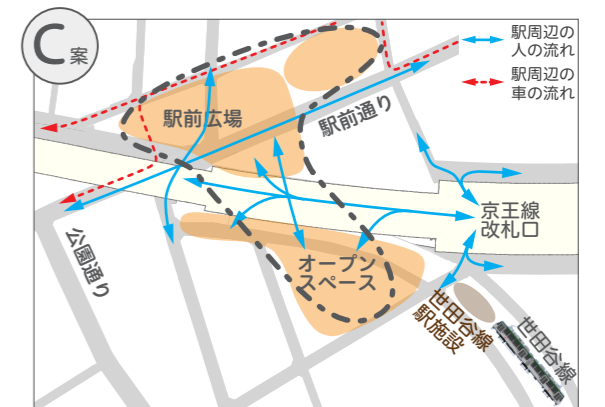 C案
駅周辺の
人の流れ
駅周辺の
車の流れ
駅前広場
駅前通り
京王線
改札口
公園通り
オープン
スペース
世田谷線
駅施設
世田谷線